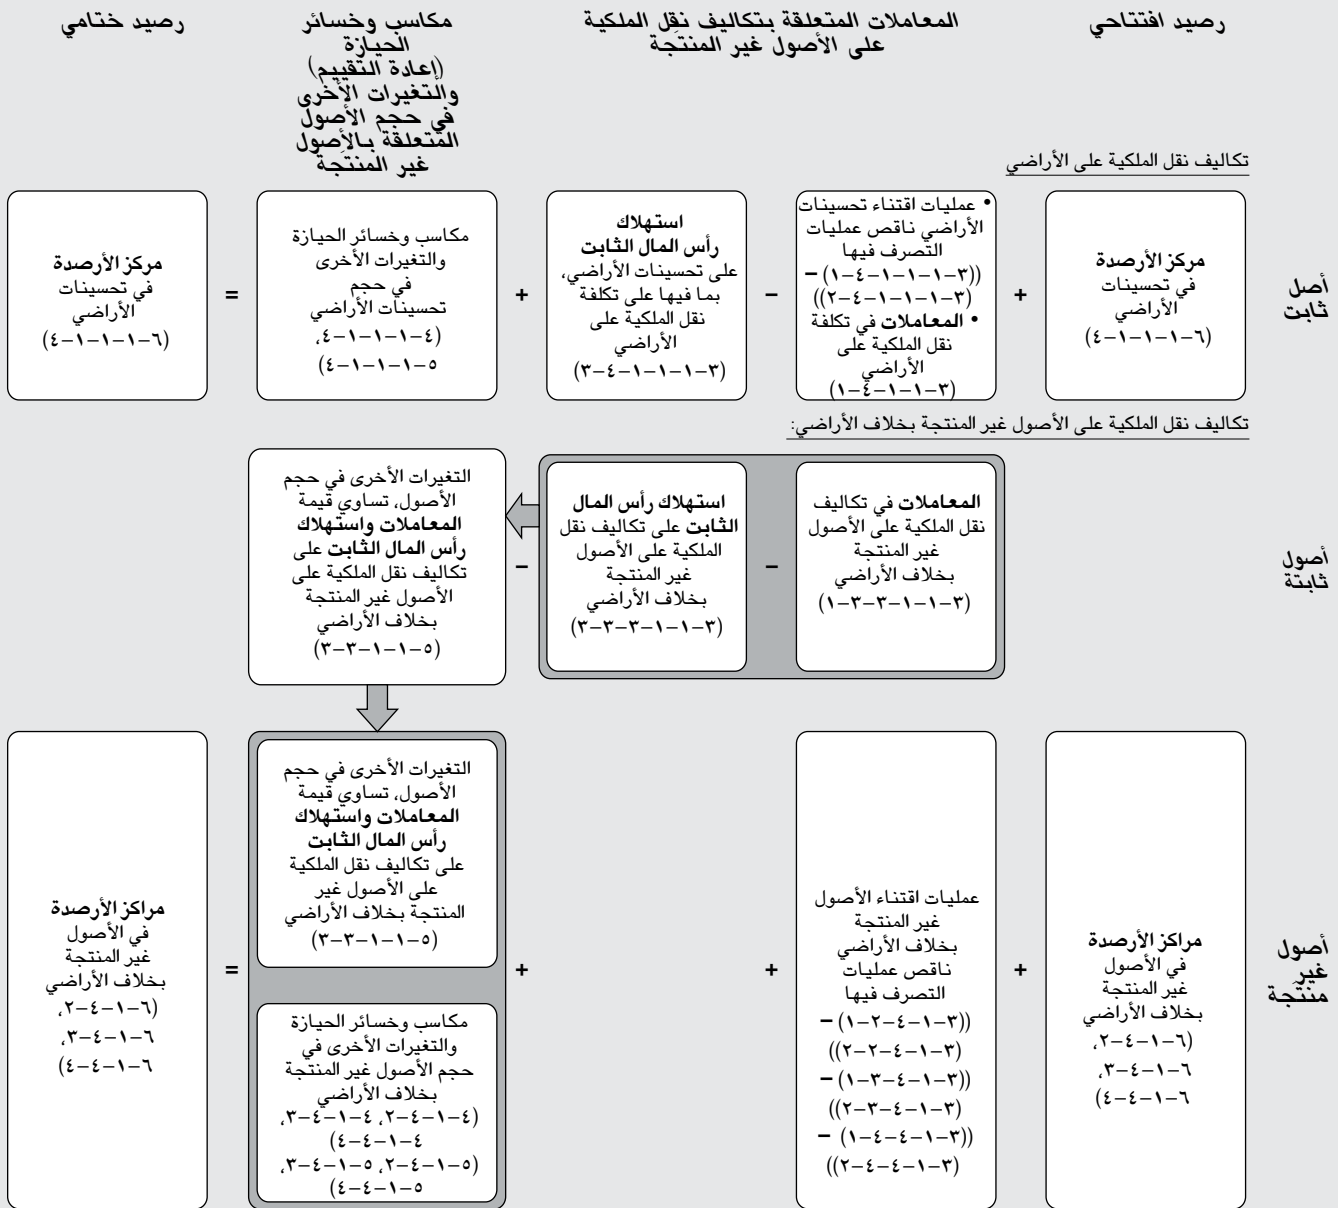 رصيد افتتاحي
المعاملات المتعلقة بتكاليف نقل الملكية
على الأصول غير المنتجة
مكاسب وخسائر
الحيازة
(إعادة التقييم)
والتغيرات الأخرى
في حجم الأصول
المتعلقة بالأصول
غير المنتجة
رصيد ختامي
تكاليف نقل الملكية على الأراضي
أصل
ثابت
مركز الأرصدة
في تحسينات
الأراضي
(٦–١–١–١–٤)
+
• عمليات اقتناء تحسينات
الأراضي ناقص عمليات
التصرف فيها
((٣–١–١–١–٤–١) –
(٣–١–١–١–٤–٢))
• المعاملات في تكلفة
نقل الملكية على
الأراضي
(٣–١–١–٤–١)
–
استهلاك
رأس المال الثابت
على تحسينات الأراضي،
بما فيها على تكلفة
نقل الملكية على
الأراضي
(٣–١–١–١–٤–٣)
+
مكاسب وخسائر الحيازة
والتغيرات الأخرى
في حجم
تحسينات الأراضي
(٤–١–١–١–٤،
٥–١–١–١–٤)
=
مركز الأرصدة
في تحسينات
الأراضي
(٦–١–١–١–٤)
تكاليف نقل الملكية على الأصول غير المنتجة بخلاف الأراضي:
أصول
ثابتة
المعاملات في تكاليف
نقل الملكية على الأصول
غير المنتجة
بخلاف الأراضي
(٣–١–١–٣–٣–١)
–
استهلاك رأس المال
الثابت على تكاليف نقل
الملكية على الأصول
غير المنتجة
بخلاف الأراضي
(٣–١–١–٣–٣–٣)
–
التغيرات الأخرى في حجم
الأصول، تساوي قيمة
المعاملات واستهلاك
رأس المال الثابت على
تكاليف نقل الملكية على
الأصول غير المنتجة
بخلاف الأراضي
(٥–١–١–٣–٣)
أصول
غير
منتجة
مراكز الأرصدة
في الأصول
غير المنتجة
بخلاف الأراضي
(٦–١–٤–٢،
٦–١–٤–٣،
٦–١–٤–٤)
+
عمليات اقتناء الأصول
غير المنتجة
بخلاف الأراضي
ناقص عمليات
التصرف فيها
((٣–١–٤–٢–١) –
(٣–١–٤–٢–٢))
((٣–١–٤–٣–١) –
(٣–١–٤–٣–٢))
((٣–١–٤–٤–١) –
(٣–١–٤–٤–٢))
+
+
التغيرات الأخرى في حجم
الأصول، تساوي قيمة
المعاملات واستهلاك
رأس المال الثابت
على تكاليف نقل الملكية
على الأصول غير
المنتجة بخلاف الأراضي
(٥–١–١–٣–٣)
مكاسب وخسائر الحيازة
والتغيرات الأخرى في
حجم الأصول غير المنتجة
بخلاف الأراضي
(٤–١–٤–٢، ٤–١–٤–٣،
٤–١–٤–٤)
(٥–١–٤–٢، ٥–١–٤–٣،
٥–١–٤–٤)
=
مراكز الأرصدة
في الأصول
غير المنتجة
بخلاف الأراضي
(٦–١–٤–٢،
٦–١–٤–٣،
٦–١–٤–٤)